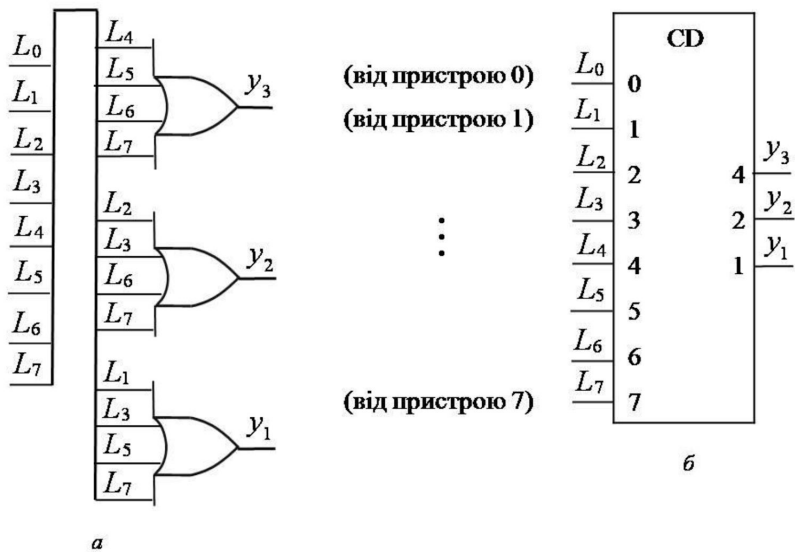 L0
L1
L2
L3
L4
L5
L6
L7
L4
L5
L6
L7
y3
L2
L3
L6
L7
y2
L1
L3
L5
L7
y1
а
(від пристрою 0)
(від пристрою 1)
⋮
(від пристрою 7)
CD
L0 0
L1 1
L2 2
L3 3
L4 4
L5 5
L6 6
L7 7
4 y3
2 y2
1 y1
б